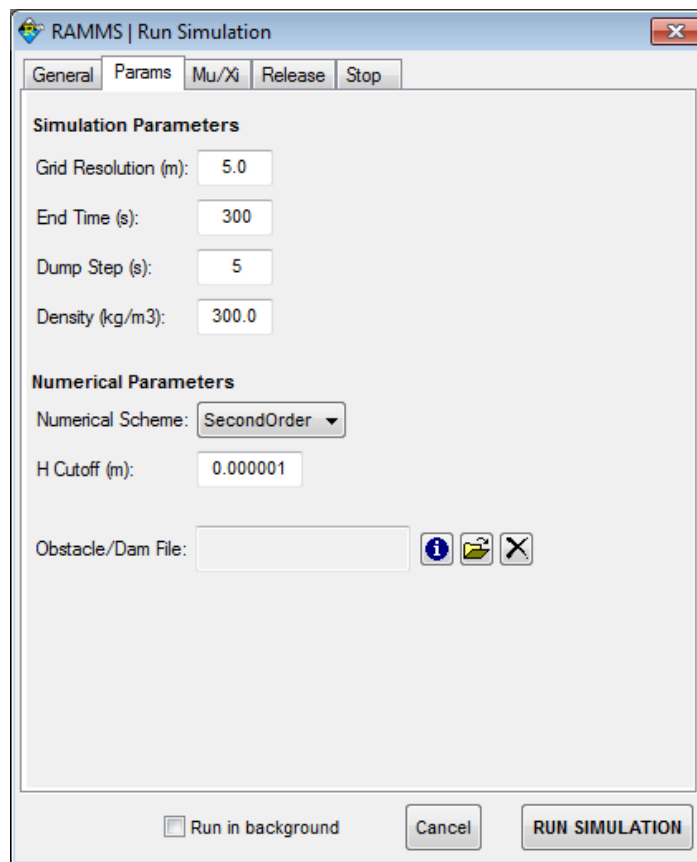 RAMMS | Run Simulation
General Params Mu/Xi Release Stop
Simulation Parameters
Grid Resolution (m): 5.0
End Time (s): 300
Dump Step (s): 5
Density (kg/m3): 300.0
Numerical Parameters
Numerical Scheme: SecondOrder
H Cutoff (m): 0.000001
Obstacle/Dam File:
Run in background Cancel RUN SIMULATION